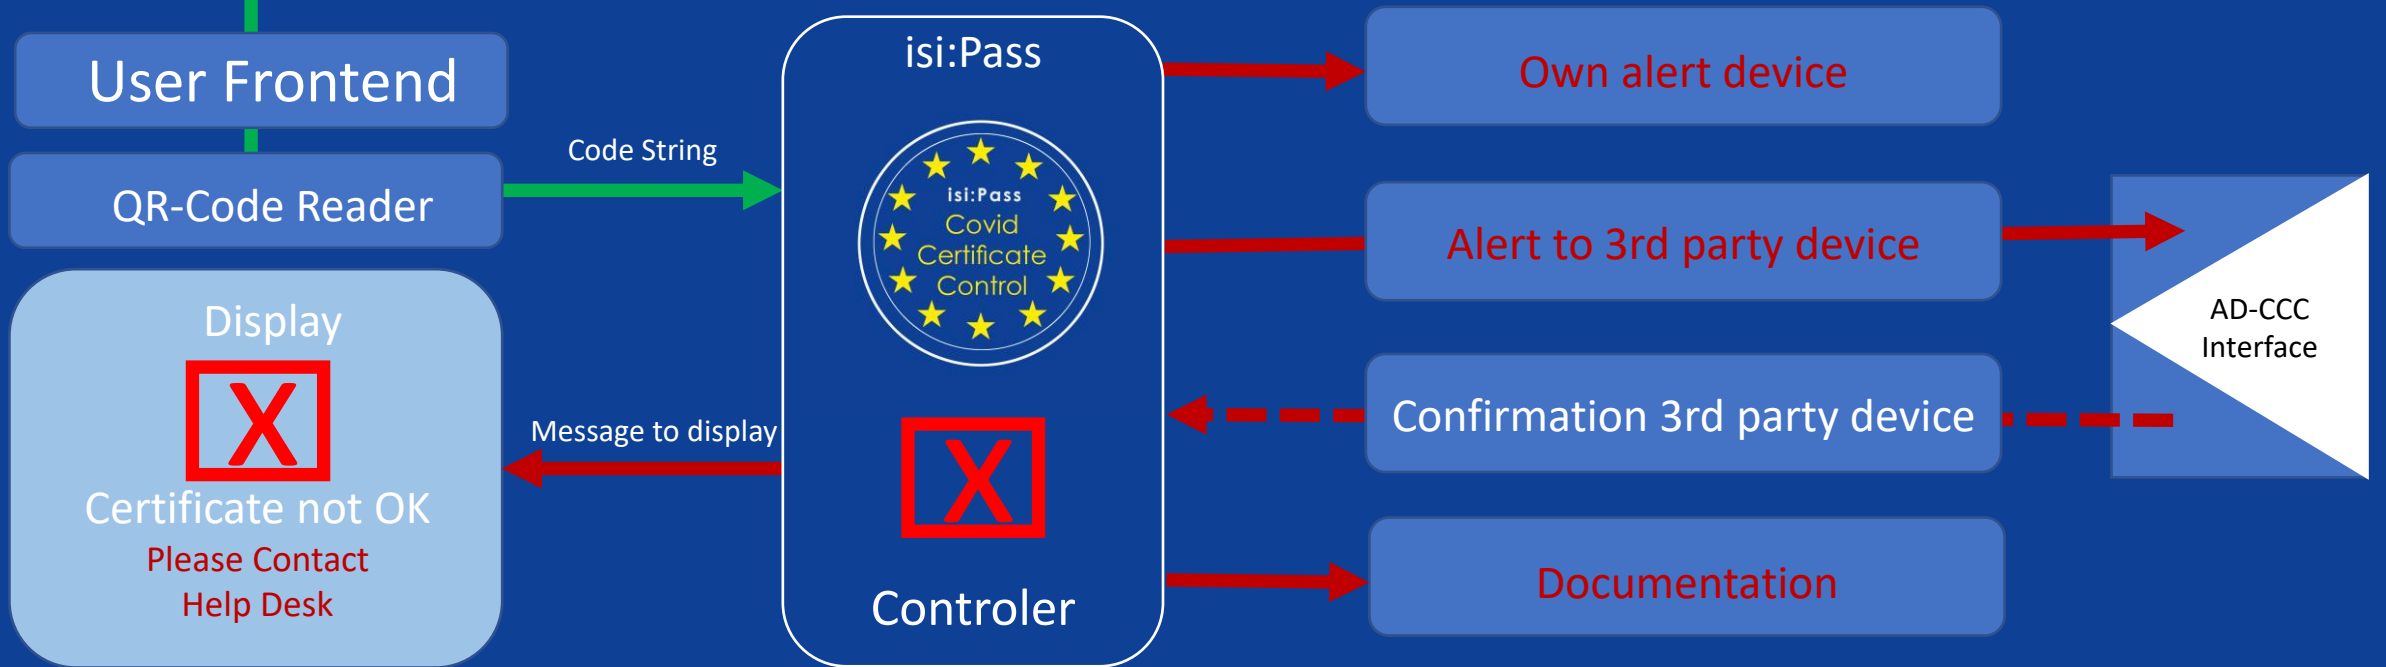 User Frontend
QR-Code Reader
Code String
Display
X
Certificate not OK
Please Contact
Help Desk
Message to display
isi:Pass
isi:Pass
Covid
Certificate
Control
X
Controler
Own alert device
Alert to 3rd party device
Confirmation 3rd party device
Documentation
AD-CCC
Interface